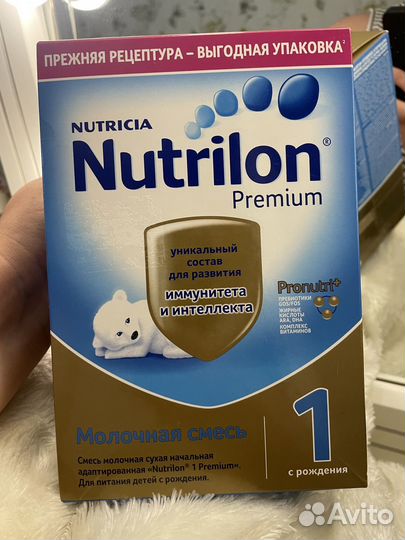 ПРЕЖНЯЯ РЕЦЕПТУРА – ВЫГОДНАЯ УПАКОВКА²
NUTRICIA
Nutrilon®
Premium
уникальный
состав
для развития
иммунитета
и интеллекта
Pronutri+
ПРЕБИОТИКИ
GOS/FOS
ЖИРНЫЕ
КИСЛОТЫ
ARA, DHA
КОМПЛЕКС
ВИТАМИНОВ
Молочная смесь
1
с рождения
Смесь молочная сухая начальная
адаптированная «Nutrilon® 1 Premium».
Для питания детей с рождения.
Avito